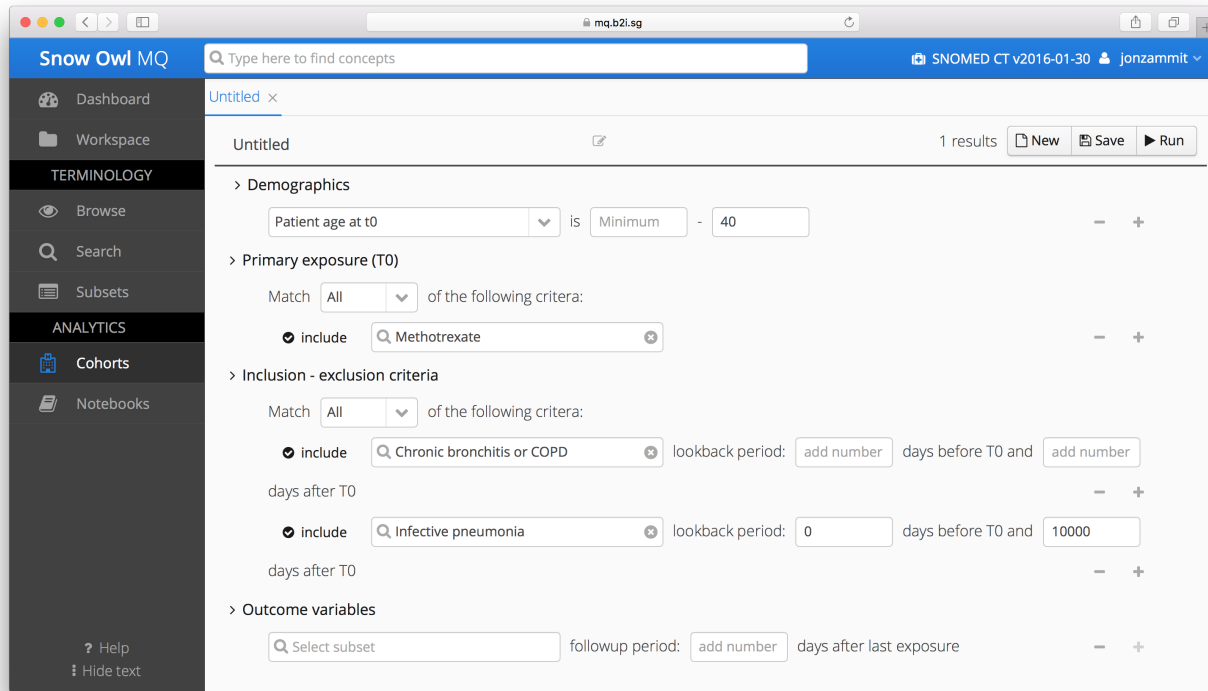 mq.b2i.sg
Snow Owl MQ
Type here to find concepts
SNOMED CT v2016-01-30 jonzammit
Dashboard
Workspace
TERMINOLOGY
Browse
Search
Subsets
ANALYTICS
Cohorts
Notebooks
? Help
Hide text
Untitled ×
Untitled
1 results New Save Run
> Demographics
Patient age at t0 is Minimum - 40
> Primary exposure (T0)
Match All of the following critera:
include Methotrexate
> Inclusion - exclusion criteria
Match All of the following critera:
include Chronic bronchitis or COPD lookback period: add number days before T0 and add number
days after T0
include Infective pneumonia lookback period: 0 days before T0 and 10000
days after T0
> Outcome variables
Select subset followup period: add number days after last exposure